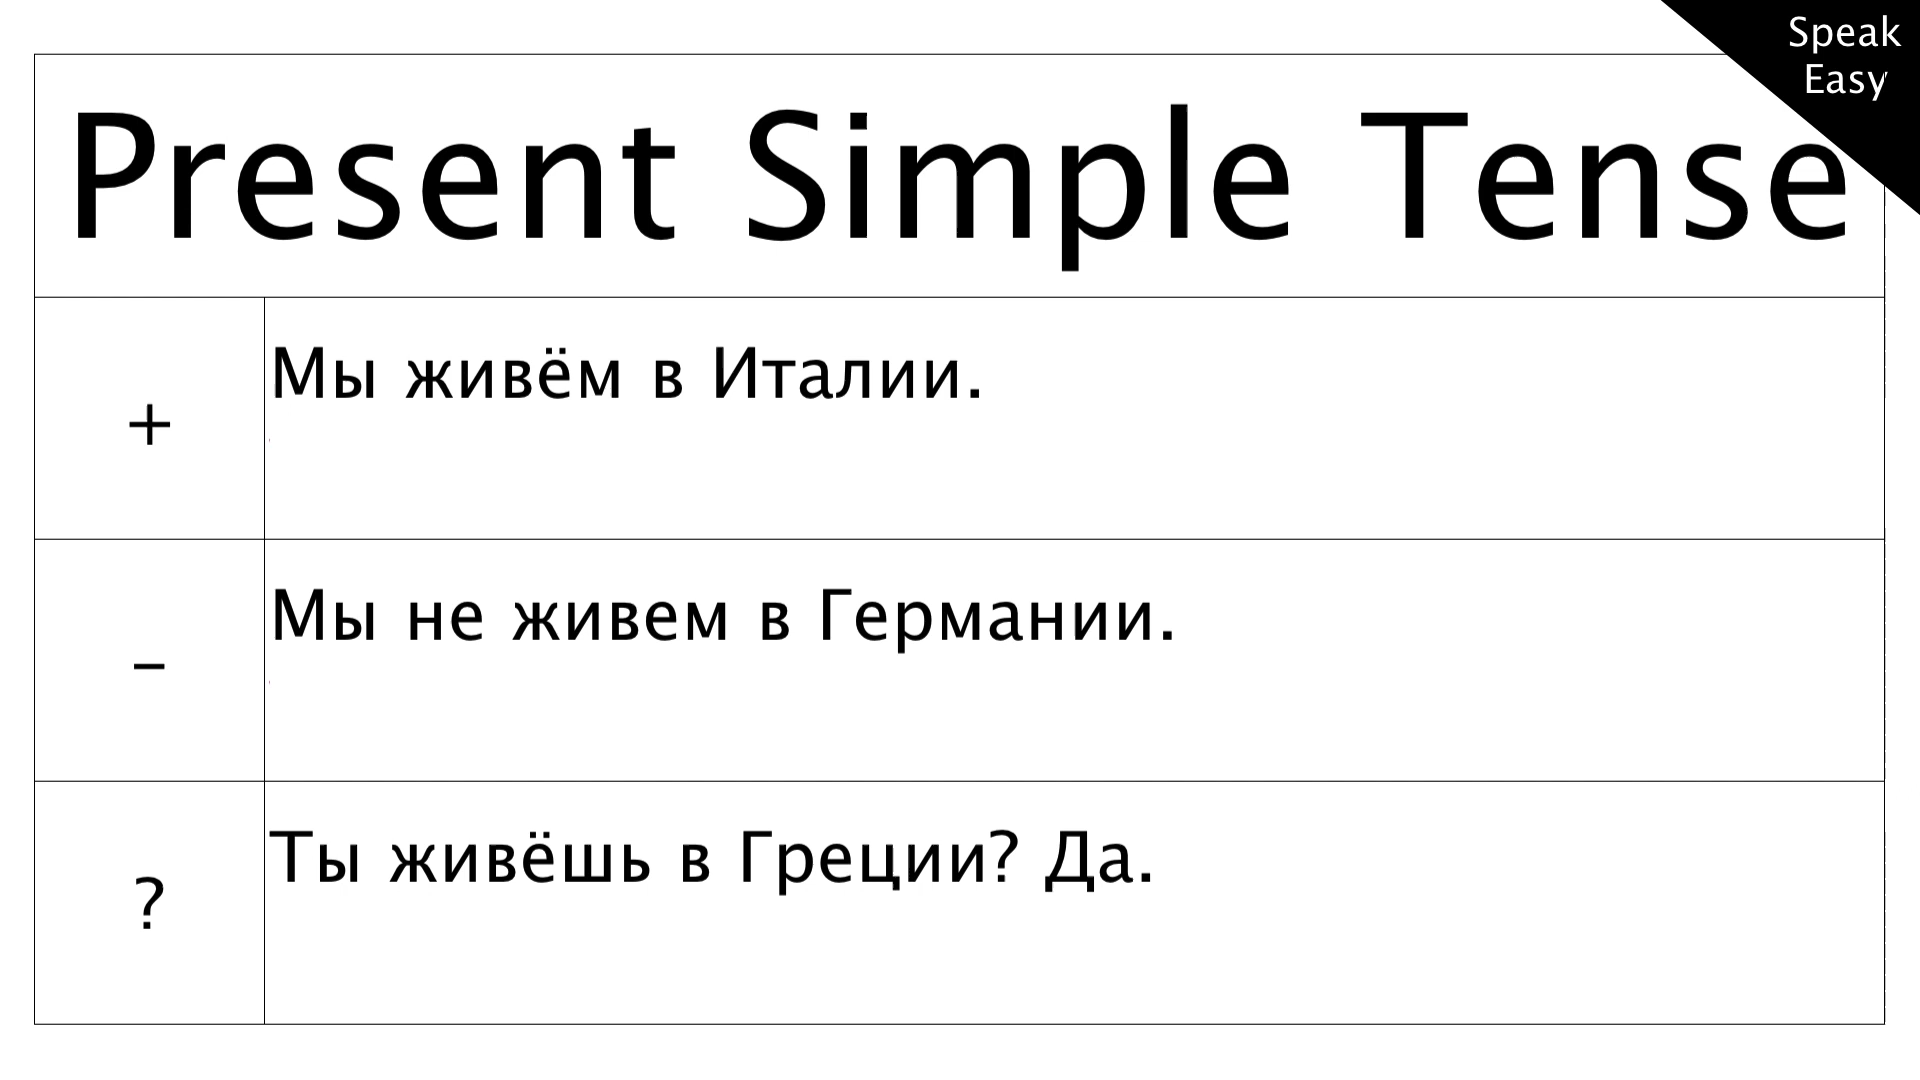 Speak
Easy
Present Simple Tense
+
Мы живём в Италии.
–
Мы не живем в Германии.
?
Ты живёшь в Греции? Да.